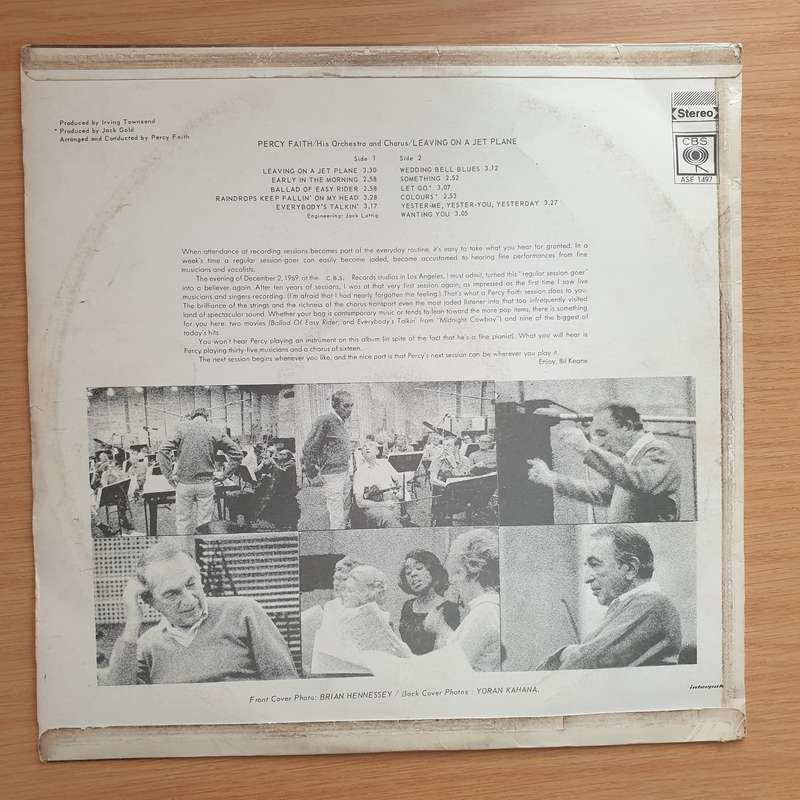 Produced by Irving Townsend
* Produced by Jack Gold
Arranged and Conducted by Percy Faith
Stereo
CBS
ASF 1497
PERCY FAITH/His Orchestra and Chorus/LEAVING ON A JET PLANE
Side 1
LEAVING ON A JET PLANE 3.30
EARLY IN THE MORNING 2.58
BALLAD OF EASY RIDER 2.58
RAINDROPS KEEP FALLIN' ON MY HEAD 3.28
EVERYBODY'S TALKIN' 3.17
Engineering: Jack Lattig
Side 2
WEDDING BELL BLUES 3.12
SOMETHING 2.52
LET GO* 3.07
COLOURS* 2.53
YESTER-ME, YESTER-YOU, YESTERDAY 3.27
WANTING YOU 3.05
When attendance at recording sessions becomes part of the everyday routine, it's easy to take what you hear for granted. In a
week's time a regular session-goer can easily become jaded, become accustomed to hearing fine performances from fine
musicians and vocalists.
The evening of December 2, 1969, at the C.B.S. Records studios in Los Angeles, I must admit, turned this "regular session-goer"
into a believer again. After ten years of sessions, I was at that very first session again, as impressed as the first time I saw live
musicians and singers recording. (I'm afraid that I had nearly forgotten the feeling.) That's what a Percy Faith session does to you.
The brilliance of the strings and the richness of the chorus transport even the most jaded listener into that too infrequently visited
land of spectacular sound. Whether your bag is contemporary music or tends to lean toward the more pop items, there is something
for you here: two movies (Ballad Of Easy Rider, and Everybody's Talkin' from "Midnight Cowboy") and nine of the biggest of
today's hits.
You won't hear Percy playing an instrument on this album (in spite of the fact that he's a fine pianist). What you will hear is
Percy playing thirty-five musicians and a chorus of sixteen.
The next session begins whenever you like, and the nice part is that Percy's next session can be wherever you play it.
Enjoy, Bil Keane
Front Cover Photo: BRIAN HENNESSEY / Back Cover Photos : YORAN KAHANA.